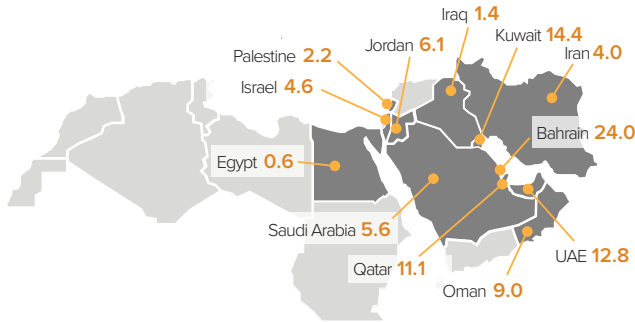 Iraq 1.4
Kuwait 14.4
Jordan 6.1
Iran 4.0
Palestine 2.2
Israel 4.6
Bahrain 24.0
Egypt 0.6
Saudi Arabia 5.6
UAE 12.8
Qatar 11.1
Oman 9.0